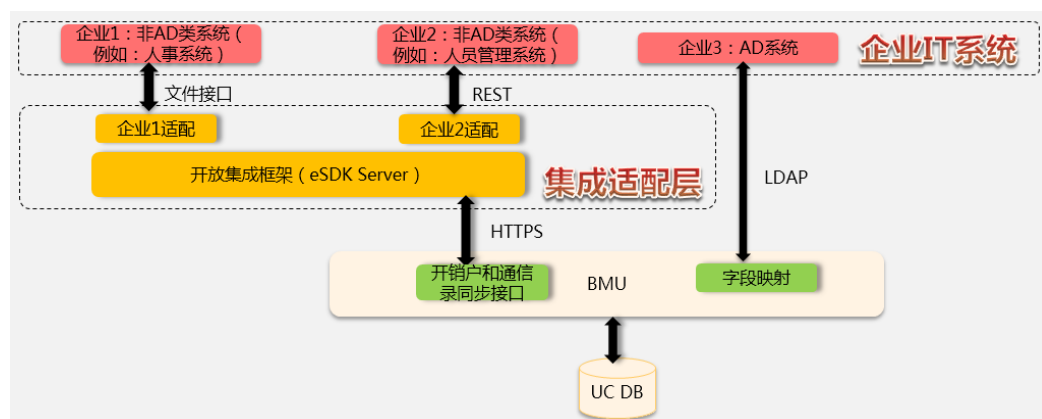 企业1：非AD类系统（
例如：人事系统）
企业2：非AD类系统（
例如：人员管理系统）
企业3：AD系统
企业IT系统
文件接口
REST
企业1适配
企业2适配
开放集成框架（eSDK Server）
集成适配层
LDAP
HTTPS
开销户和通信
录同步接口
BMU
字段映射
UC DB